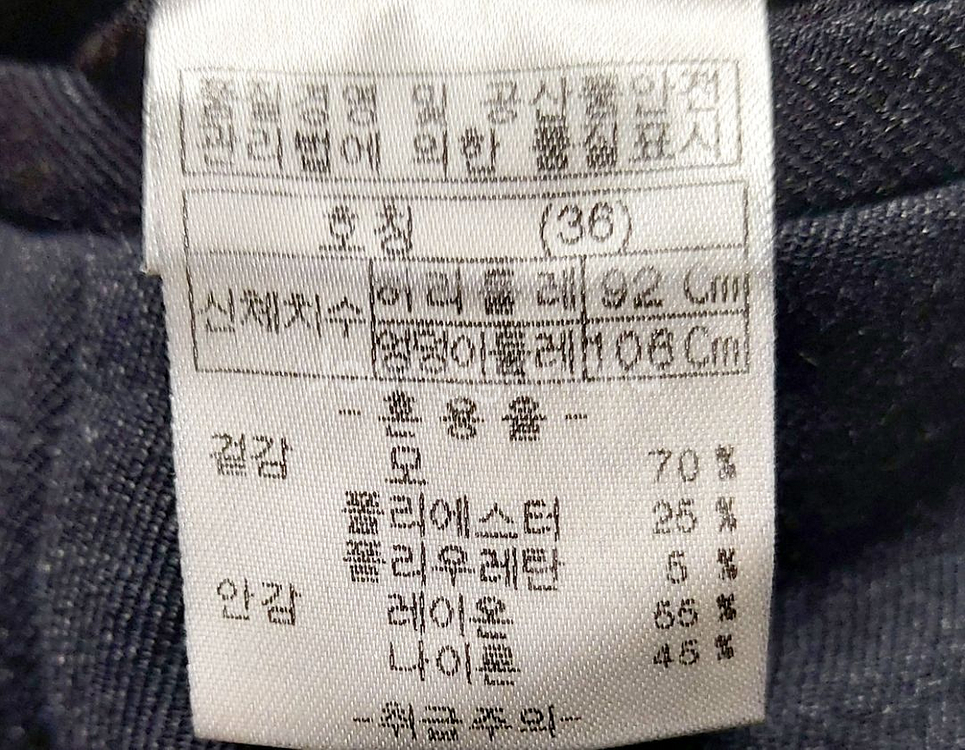 품질경영 및 공산품안전
관리법에 의한 품질표시
호칭 (36)
신체치수 허리둘레 92 Cm
엉덩이둘레 106 Cm
- 혼 용 율 -
겉감 모 70 %
폴리에스터 25 %
폴리우레탄 5 %
안감 레이온 55 %
나이론 45 %
-취급주의-